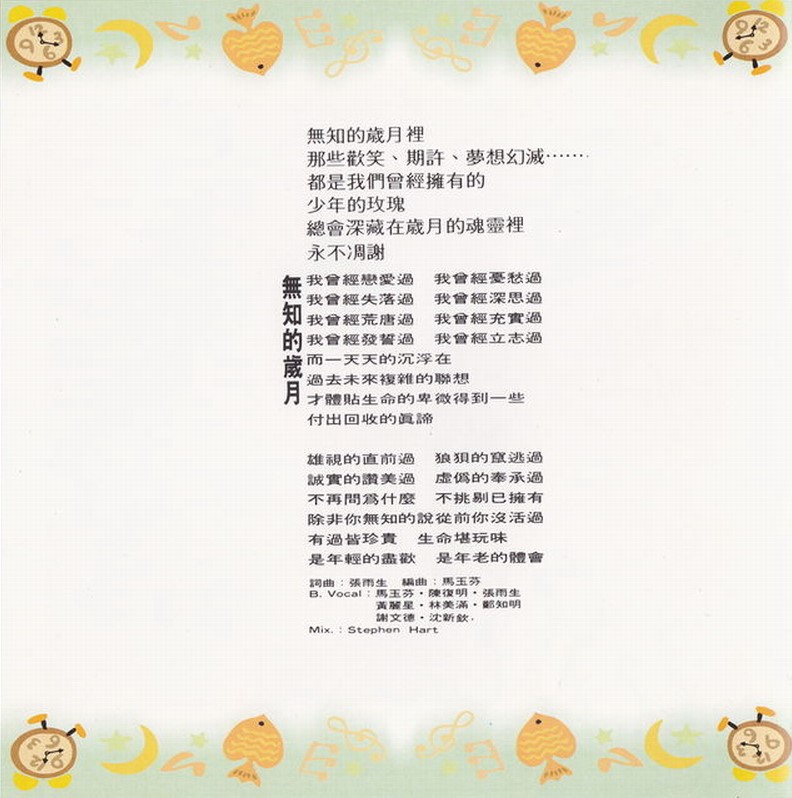 無知的歲月裡
那些歡笑、期許、夢想幻滅⋯⋯
都是我們曾經擁有的
少年的玫瑰
總會深藏在歲月的魂靈裡
永不凋謝
無知的歲月
我曾經戀愛過 我曾經憂愁過
我曾經失落過 我曾經深思過
我曾經荒唐過 我曾經充實過
我曾經發誓過 我曾經立志過
而一天天的沉浮在
過去未來複雜的聯想
才體貼生命的卑微得到一些
付出回收的眞諦
雄視的直前過 狼狽的竄逃過
誠實的讚美過 虛僞的奉承過
不再問爲什麼 不挑剔已擁有
除非你無知的說從前你沒活過
有過皆珍貴 生命堪玩味
是年輕的盡歡 是年老的體會
詞曲：張雨生 編曲：馬玉芬
B. Vocal：馬玉芬・陳復明・張雨生
黃麗星・林美滿・鄭知明
謝文德・沈新欽.
Mix.：Stephen Hart